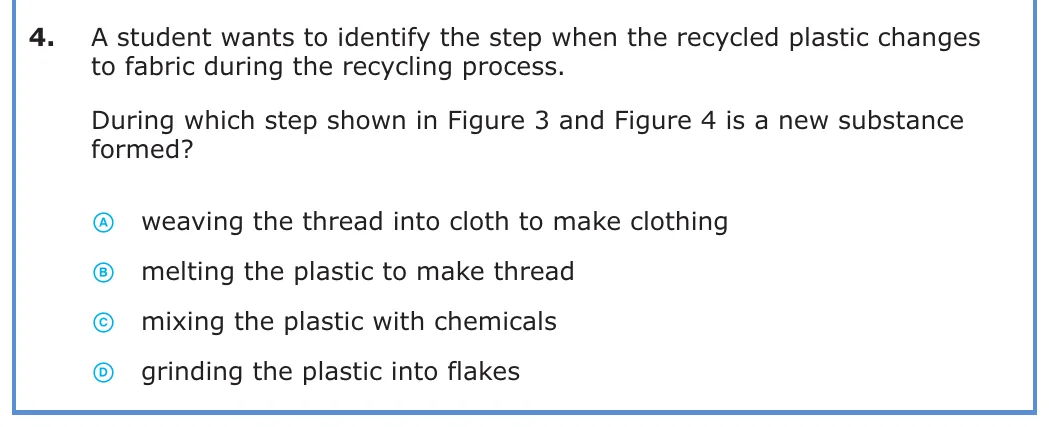 4. A student wants to identify the step when the recycled plastic changes
to fabric during the recycling process.
During which step shown in Figure 3 and Figure 4 is a new substance
formed?
A weaving the thread into cloth to make clothing
B melting the plastic to make thread
C mixing the plastic with chemicals
D grinding the plastic into flakes